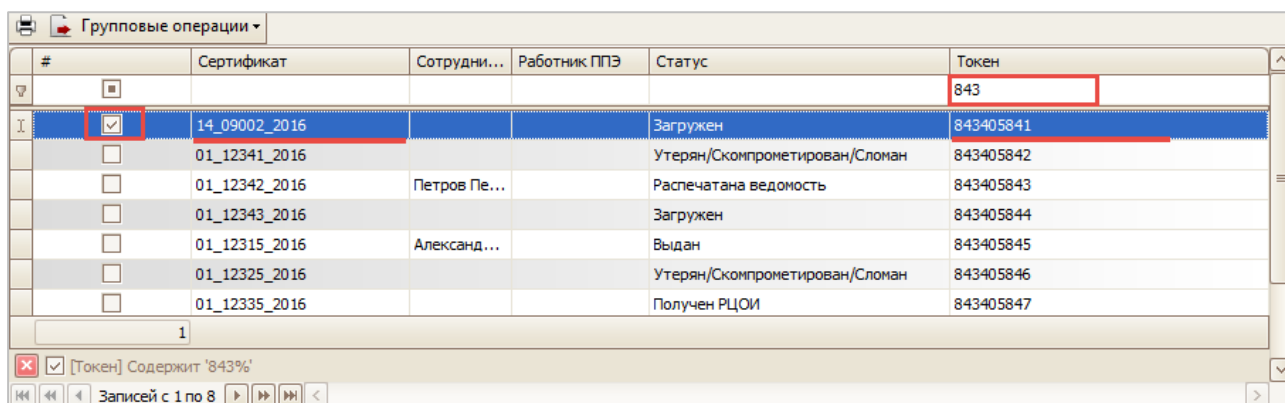 Групповые операции
# Сертификат Сотрудни... Работник ППЭ Статус Токен
843
14_09002_2016 Загружен 843405841
01_12341_2016 Утерян/Скомпрометирован/Сломан 843405842
01_12342_2016 Петров Пе... Распечатана ведомость 843405843
01_12343_2016 Загружен 843405844
01_12315_2016 Александ... Выдан 843405845
01_12325_2016 Утерян/Скомпрометирован/Сломан 843405846
01_12335_2016 Получен РЦОИ 843405847
1
[Токен] Содержит '843%'
Записей с 1 по 8